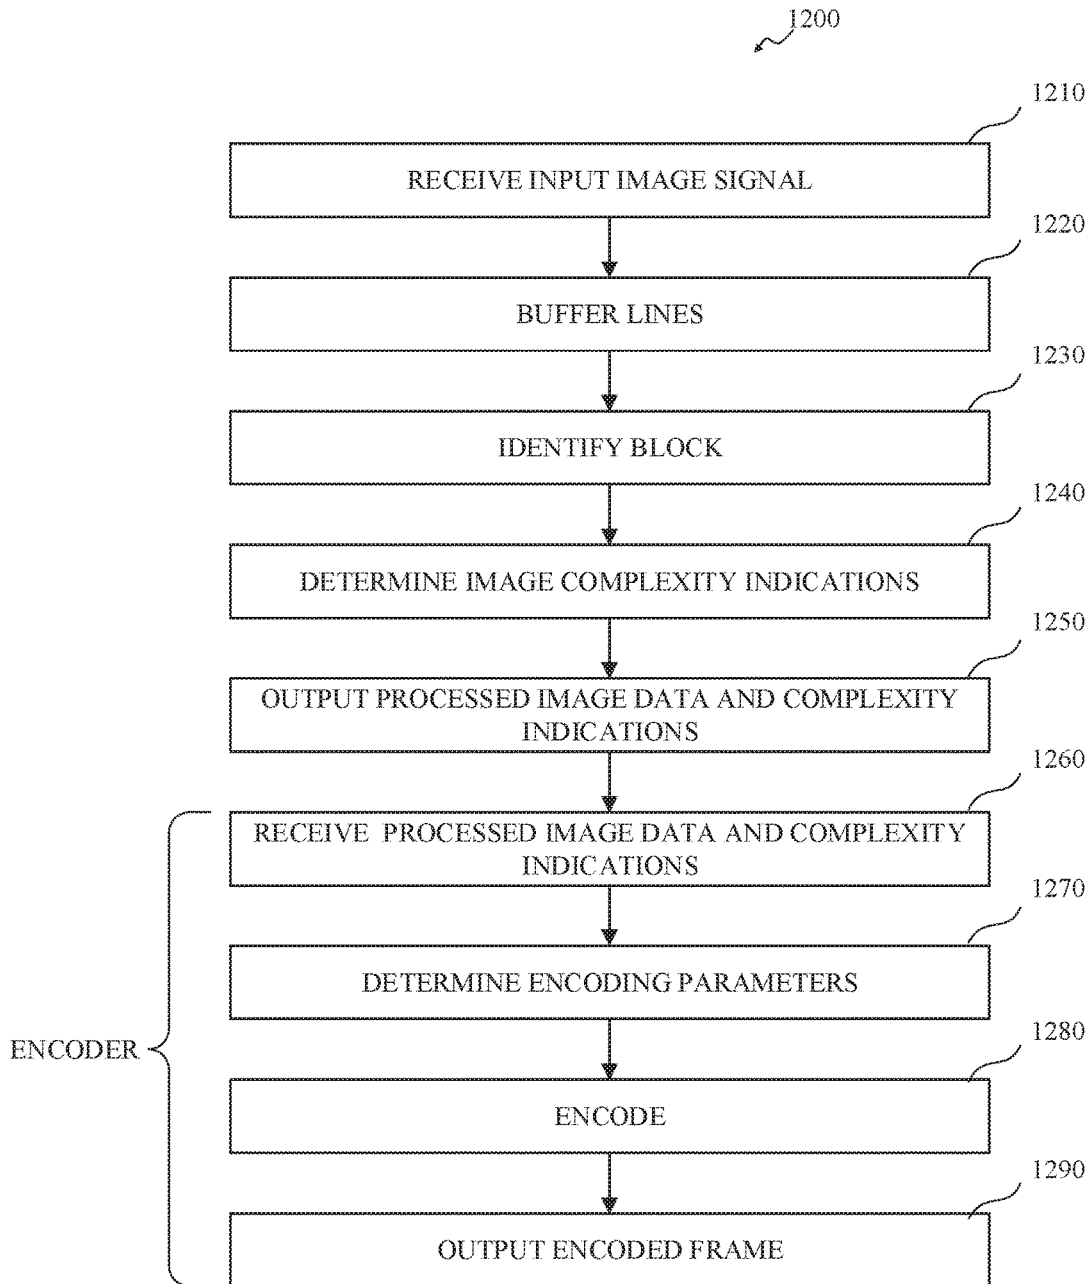 1200
1210
RECEIVE INPUT IMAGE SIGNAL
1220
BUFFER LINES
1230
IDENTIFY BLOCK
1240
DETERMINE IMAGE COMPLEXITY INDICATIONS
1250
OUTPUT PROCESSED IMAGE DATA AND COMPLEXITY
INDICATIONS
1260
RECEIVE PROCESSED IMAGE DATA AND COMPLEXITY
INDICATIONS
1270
DETERMINE ENCODING PARAMETERS
1280
ENCODER
ENCODE
1290
OUTPUT ENCODED FRAME